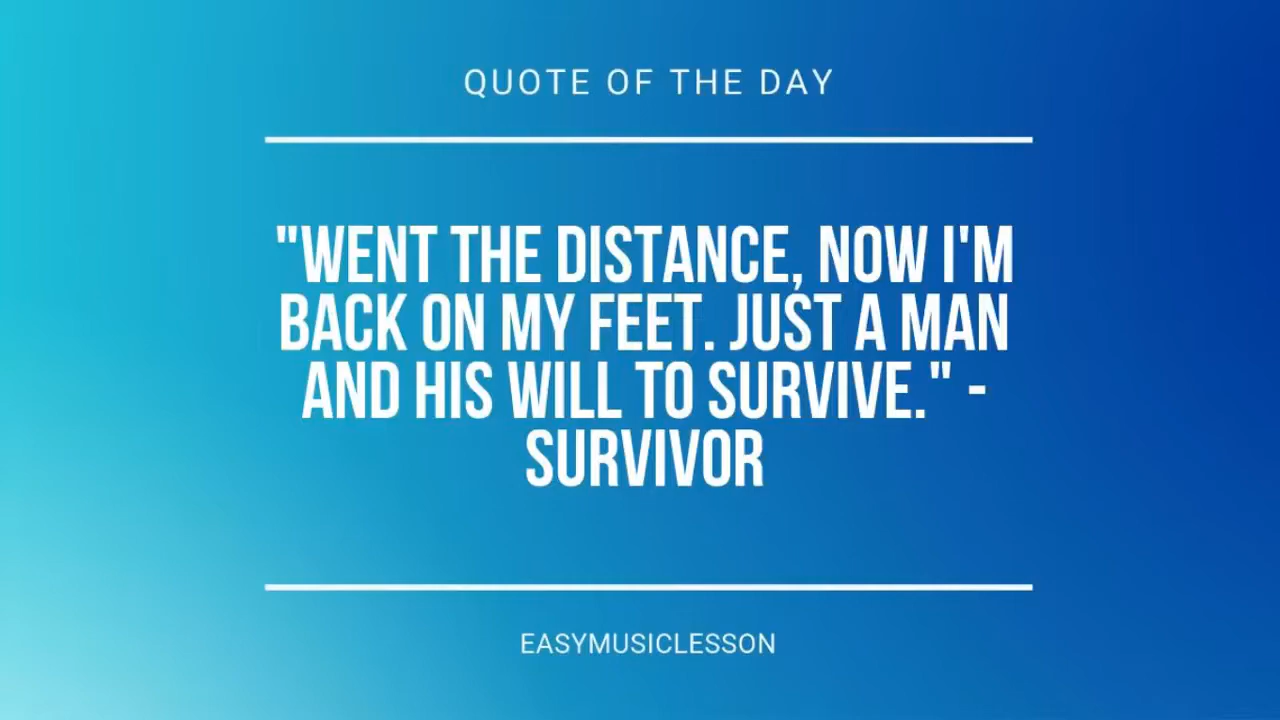 QUOTE OF THE DAY
"WENT THE DISTANCE, NOW I'M
BACK ON MY FEET. JUST A MAN
AND HIS WILL TO SURVIVE." -
SURVIVOR
EASYMUSICLESSON